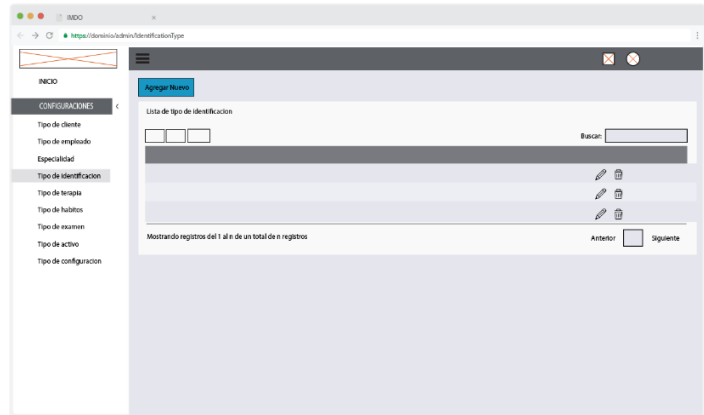 IMDO
https://dominio/admin/IdentificationType
INICIO
CONFIGURACIONES
Tipo de cliente
Tipo de empleado
Especialidad
Tipo de identificacion
Tipo de terapia
Tipo de habitos
Tipo de examen
Tipo de activo
Tipo de configuracion
Agregar Nuevo
Lista de tipo de identificacion
Buscar:
Mostrando registros del 1 al n de un total de n registros
Anterior
Siguiente